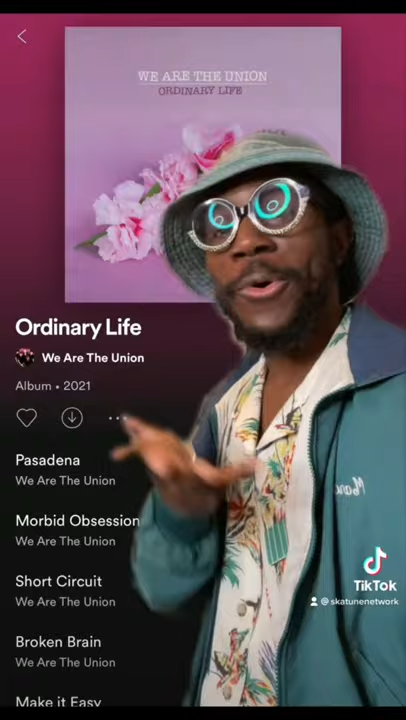 WE ARE THE UNION
ORDINARY LIFE
Ordinary Life
We Are The Union
Album • 2021
Pasadena
We Are The Union
Morbid Obsession
We Are The Union
Short Circuit
We Are The Union
Broken Brain
We Are The Union
Make it Easy
TikTok
@skatunenetwork